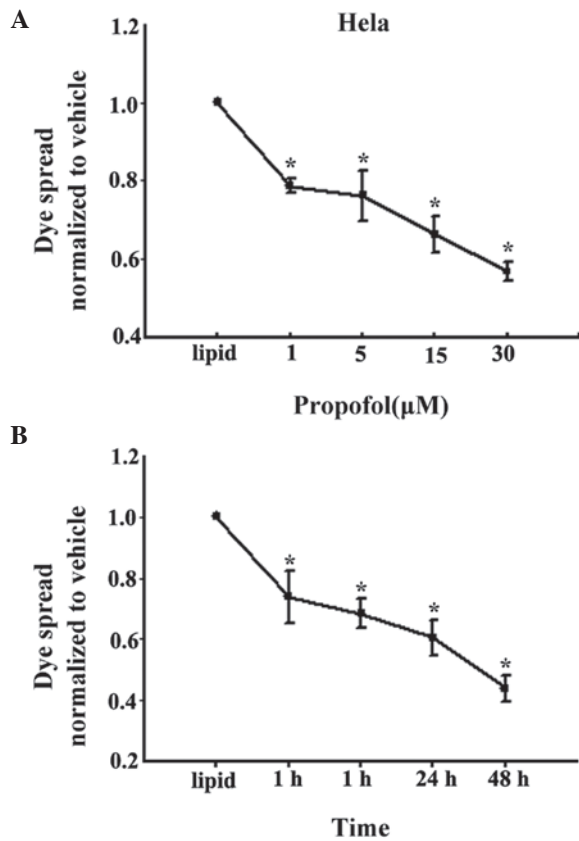 A
Hela
1.2
1.0
0.8
0.6
0.4
Dye spread
normalized to vehicle
*
*
*
*
lipid 1 5 15 30
Propofol(μM)
B
1.2
1.0
0.8
0.6
0.4
0.2
Dye spread
normalized to vehicle
*
*
*
*
lipid 1 h 1 h 24 h 48 h
Time